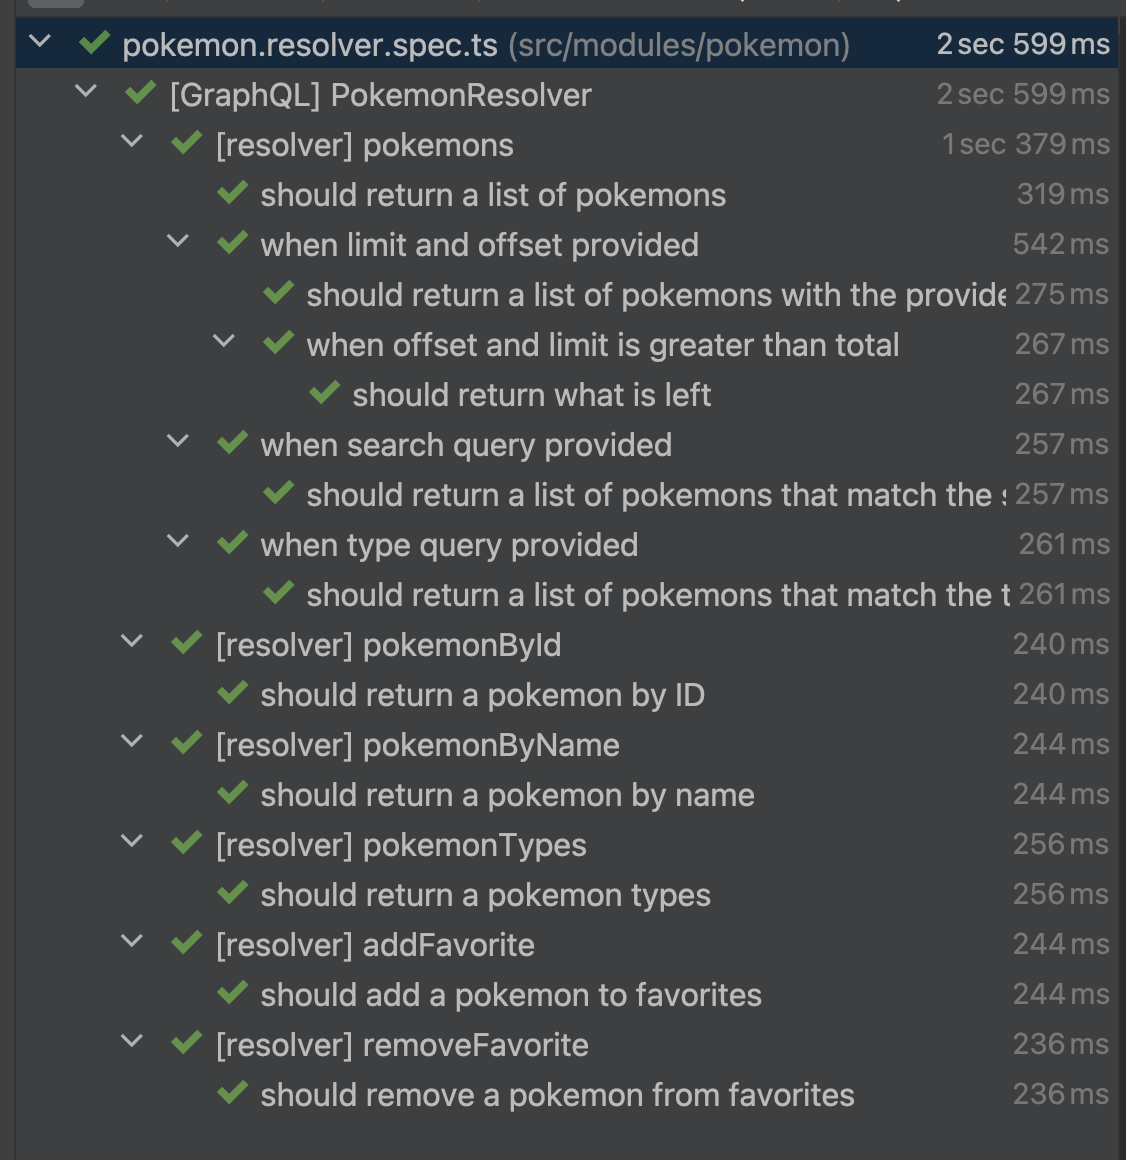 pokemon.resolver.spec.ts (src/modules/pokemon) 2 sec 599 ms
[GraphQL] PokemonResolver 2 sec 599 ms
[resolver] pokemons 1 sec 379 ms
should return a list of pokemons 319 ms
when limit and offset provided 542 ms
should return a list of pokemons with the provide 275 ms
when offset and limit is greater than total 267 ms
should return what is left 267 ms
when search query provided 257 ms
should return a list of pokemons that match the 257 ms
when type query provided 261 ms
should return a list of pokemons that match the t 261 ms
[resolver] pokemonById 240 ms
should return a pokemon by ID 240 ms
[resolver] pokemonByName 244 ms
should return a pokemon by name 244 ms
[resolver] pokemonTypes 256 ms
should return a pokemon types 256 ms
[resolver] addFavorite 244 ms
should add a pokemon to favorites 244 ms
[resolver] removeFavorite 236 ms
should remove a pokemon from favorites 236 ms